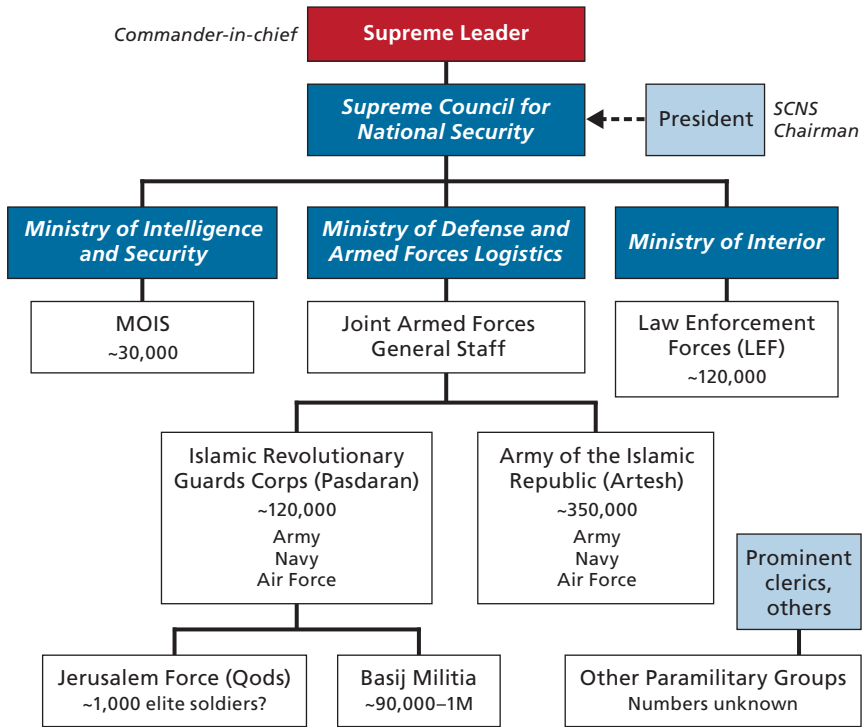 Commander-in-chief
Supreme Leader
Supreme Council for
National Security
President
SCNS
Chairman
Ministry of Intelligence
and Security
Ministry of Defense and
Armed Forces Logistics
Ministry of Interior
MOIS
~30,000
Joint Armed Forces
General Staff
Law Enforcement
Forces (LEF)
~120,000
Islamic Revolutionary
Guards Corps (Pasdaran)
~120,000
Army
Navy
Air Force
Army of the Islamic
Republic (Artesh)
~350,000
Army
Navy
Air Force
Prominent
clerics,
others
Jerusalem Force (Qods)
~1,000 elite soldiers?
Basij Militia
~90,000–1M
Other Paramilitary Groups
Numbers unknown